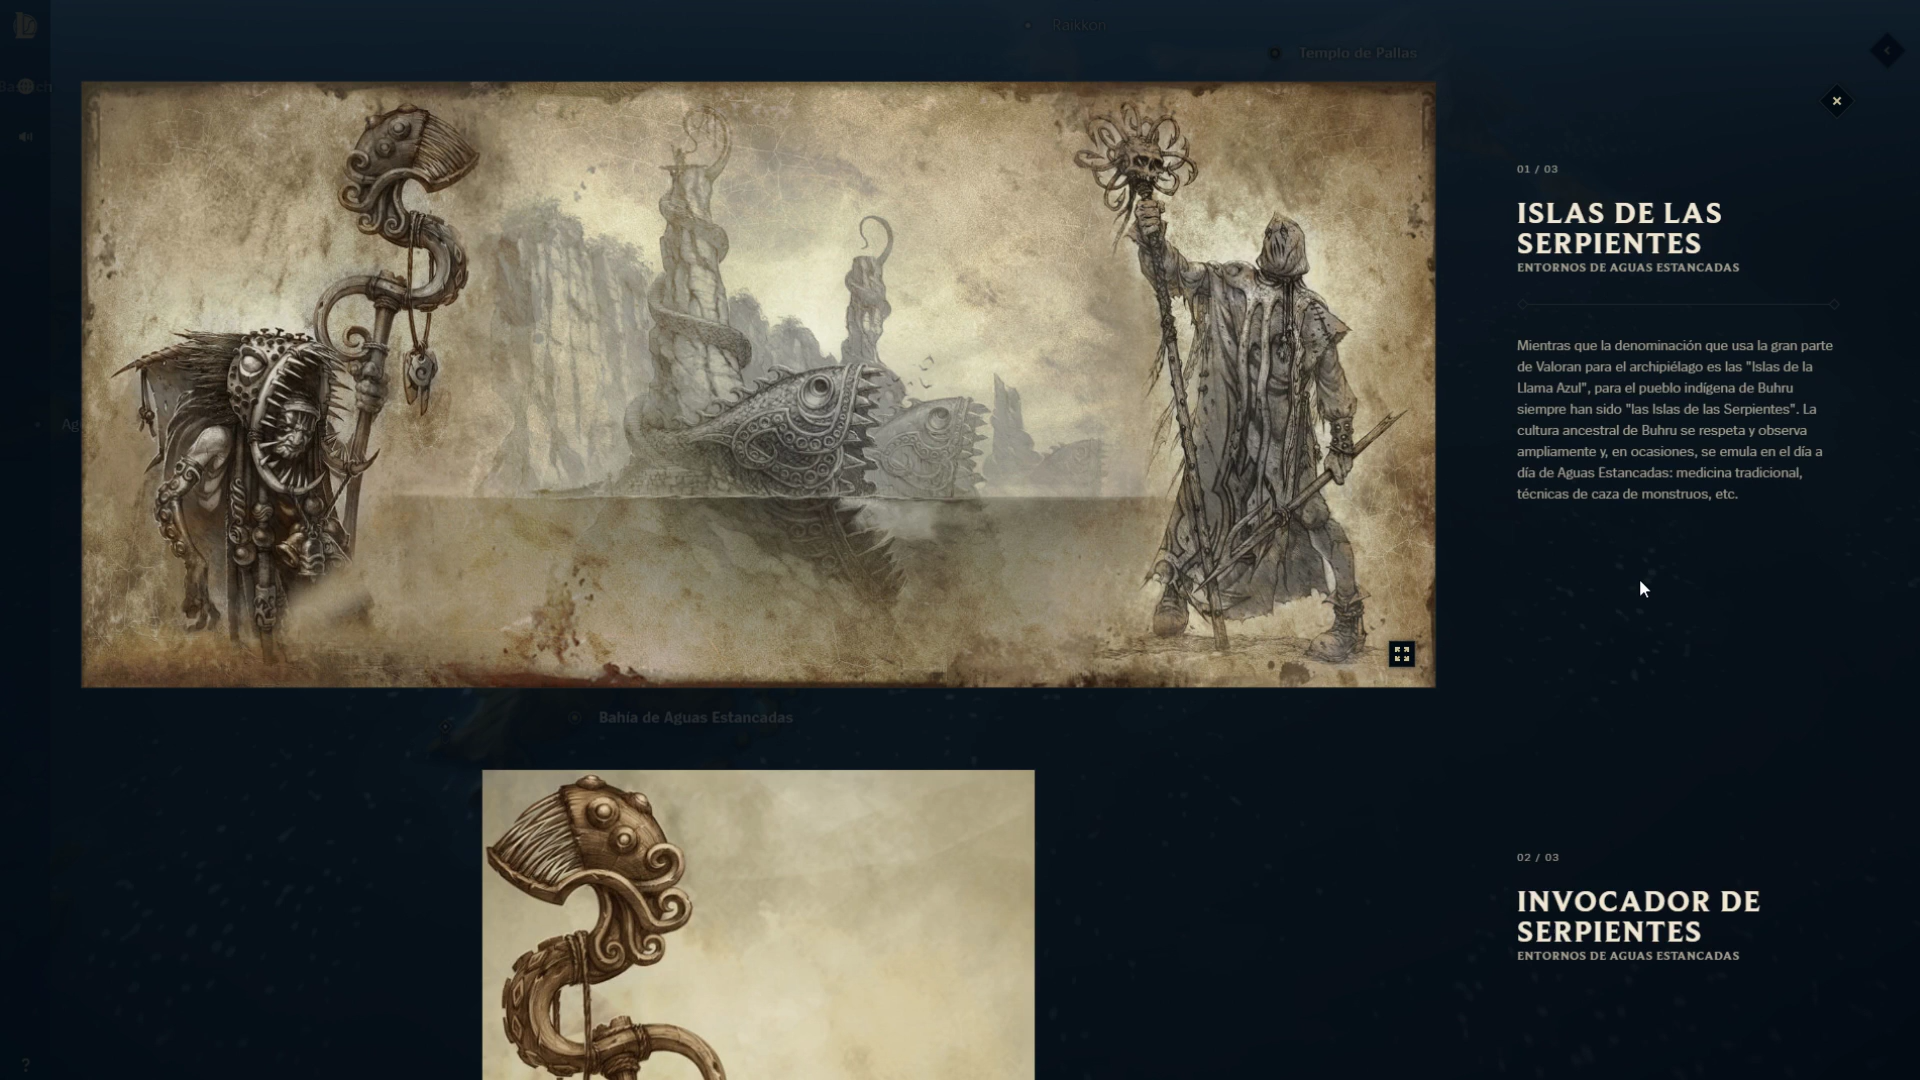 Raikkon
Templo de Pallas
01 / 03
ISLAS DE LAS
SERPIENTES
ENTORNOS DE AGUAS ESTANCADAS
Mientras que la denominación que usa la gran parte
de Valoran para el archipiélago es las "Islas de la
Llama Azul", para el pueblo indígena de Buhru
siempre han sido "las Islas de las Serpientes". La
cultura ancestral de Buhru se respeta y observa
ampliamente y, en ocasiones, se emula en el día a
día de Aguas Estancadas: medicina tradicional,
técnicas de caza de monstruos, etc.
Bahía de Aguas Estancadas
02 / 03
INVOCADOR DE
SERPIENTES
ENTORNOS DE AGUAS ESTANCADAS
?